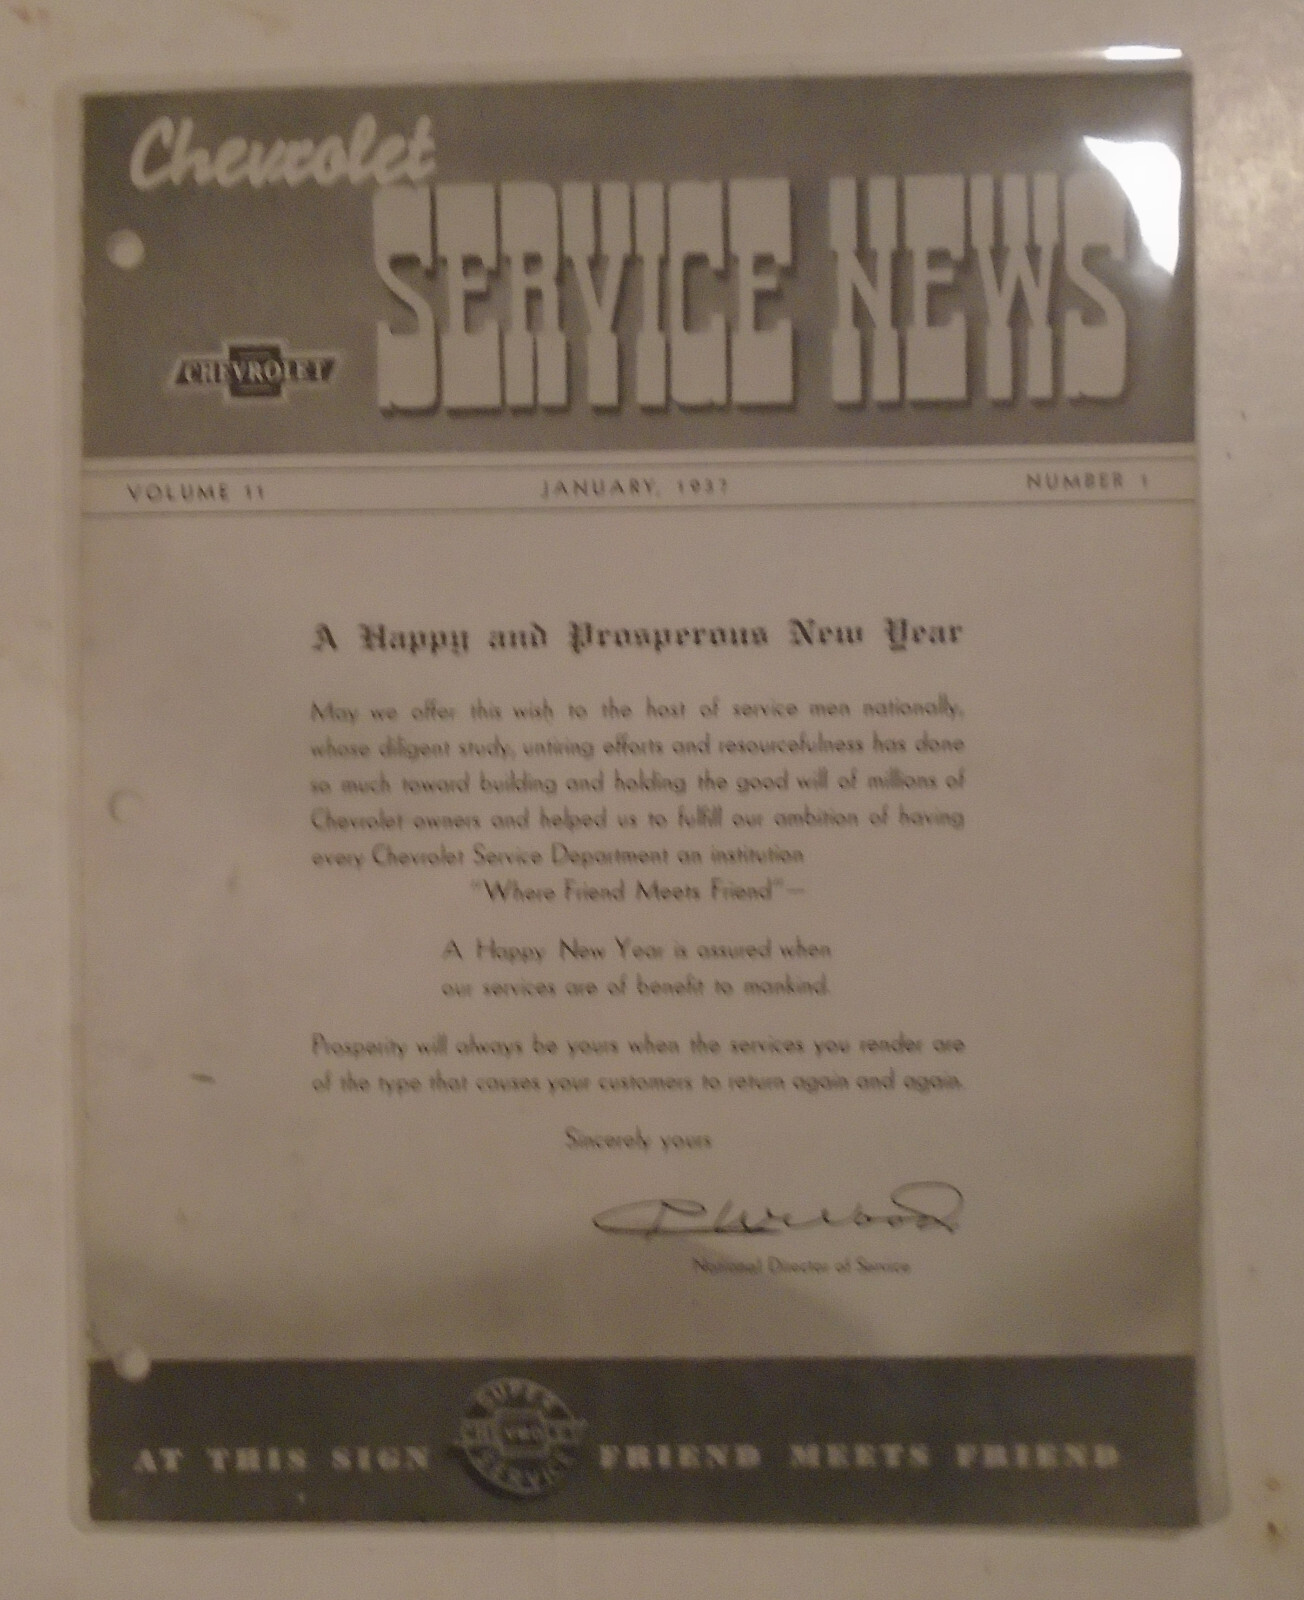 Chevrolet
SERVICE NEWS
CHEVROLET
VOLUME 11 JANUARY, 1937 NUMBER 1
A Happy and Prosperous New Year
May we offer this wish to the host of service men nationally,
whose diligent study, untiring efforts and resourcefulness has done
so much toward building and holding the good will of millions of
Chevrolet owners and helped us to fulfill our ambition of having
every Chevrolet Service Department an institution
"Where Friend Meets Friend"—
A Happy New Year is assured when
our services are of benefit to mankind.
Prosperity will always be yours when the services you render are
of the type that causes your customers to return again and again.
Sincerely yours
National Director of Service
AT THIS SIGN SUPER CHEVROLET SERVICE FRIEND MEETS FRIEND